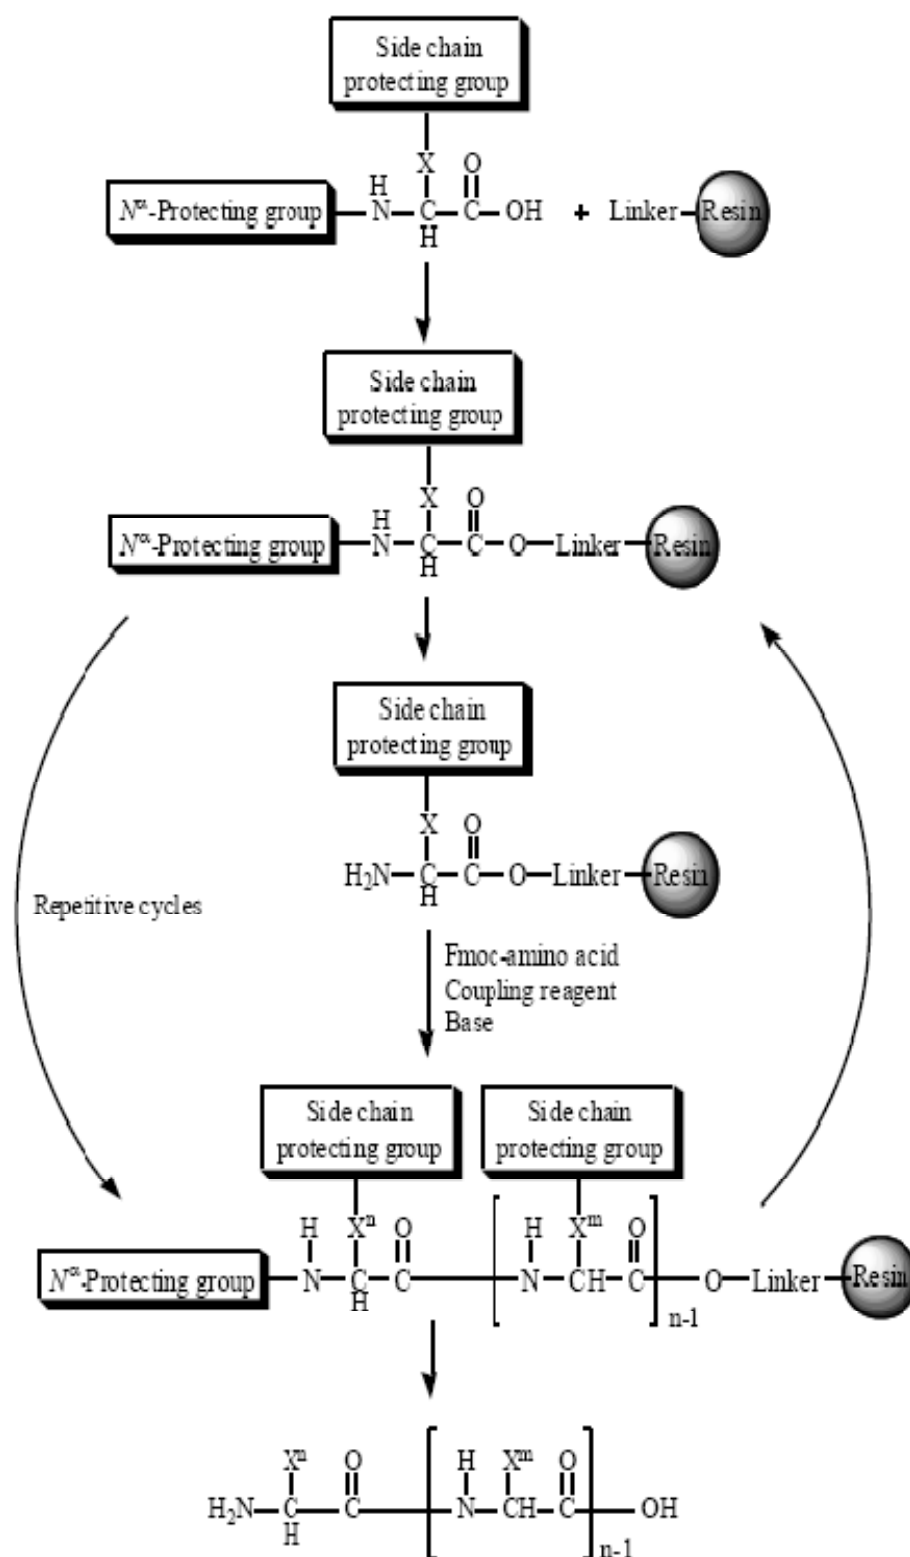 Side chain
protecting group
X O
H
Nα-Protecting group N C C OH + Linker Resin
H
Side chain
protecting group
X O
H
Nα-Protecting group N C C O Linker Resin
H
Side chain
protecting group
X O
H2N C C O Linker Resin
H
Repetitive cycles
Fmoc-amino acid
Coupling reagent
Base
Side chain
protecting group
Side chain
protecting group
H Xn O H Xm O
Nα-Protecting group N C C N CH C O Linker Resin
H
n-1
Xn O H Xm O
H2N C C N CH C OH
H
n-1